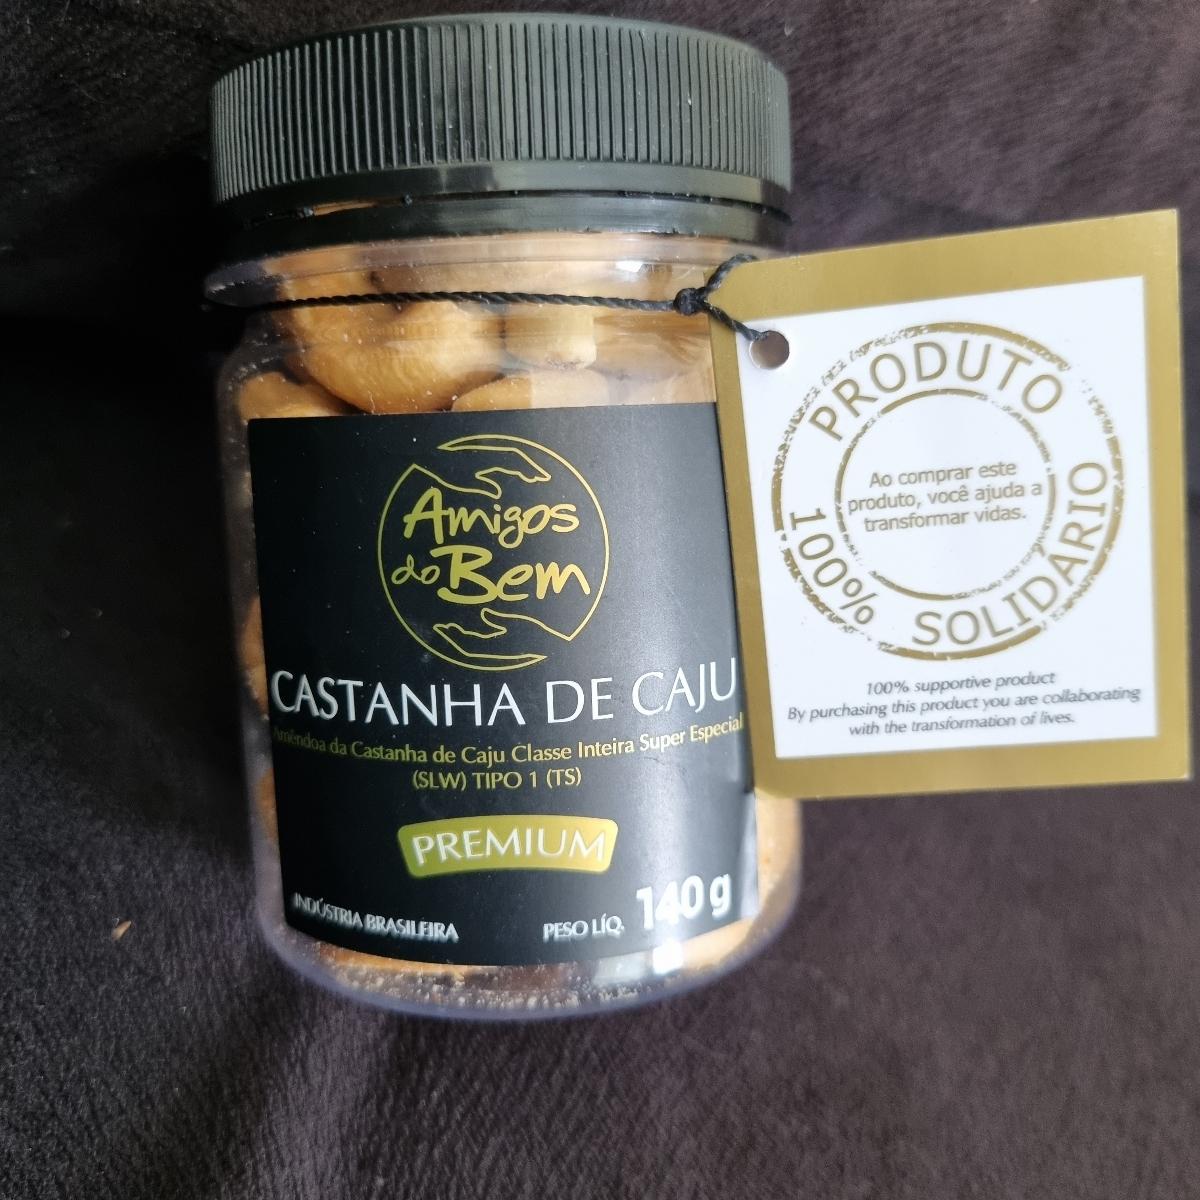 Amigos
do Bem
CASTANHA DE CAJU
Amêndoa da Castanha de Caju Classe Inteira Super Especial
(SLW) TIPO 1 (TS)
PREMIUM
INDÚSTRIA BRASILEIRA
PESO LÍQ. 140 g
PRODUTO
100% SOLIDÁRIO
Ao comprar este
produto, você ajuda a
transformar vidas.
100% supportive product
By purchasing this product you are collaborating
with the transformation of lives.